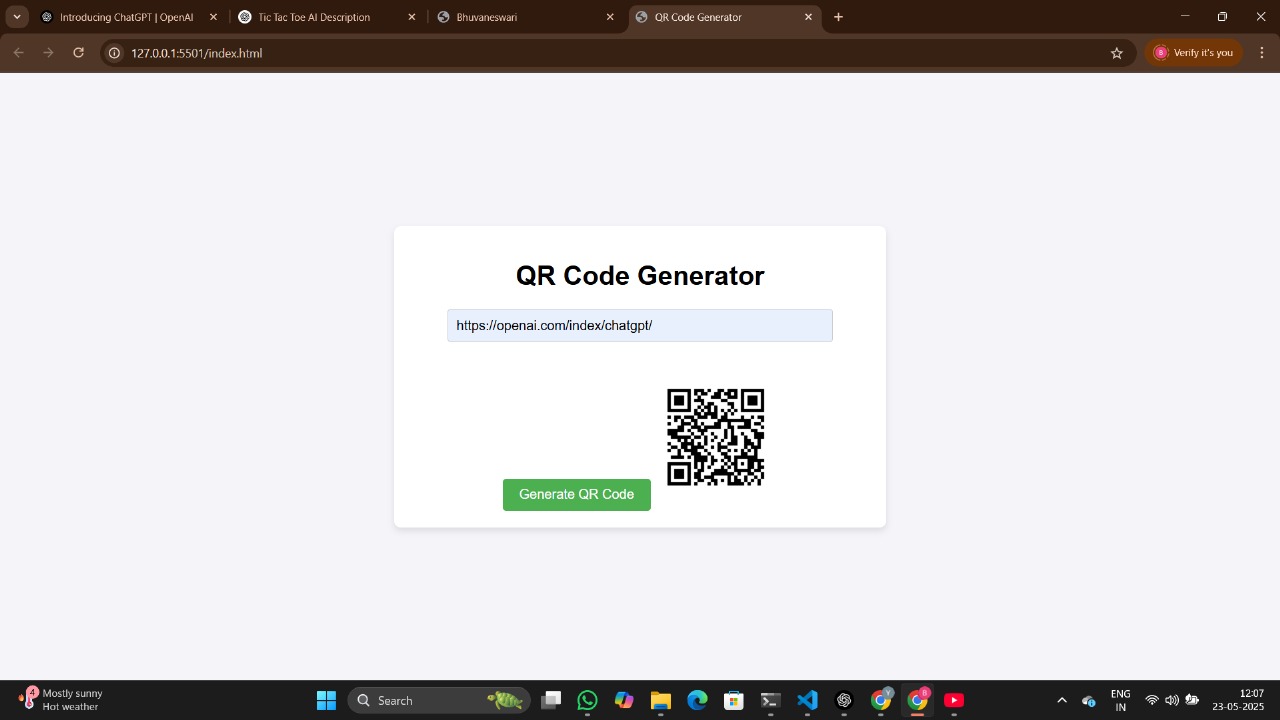 Introducing ChatGPT | OpenAI
Tic Tac Toe AI Description
Bhuvaneswari
QR Code Generator
127.0.0.1:5501/index.html
Verify it's you
QR Code Generator
https://openai.com/index/chatgpt/
Generate QR Code
4
Mostly sunny
Hot weather
Search
ENG
IN
12:07
23-05-2025